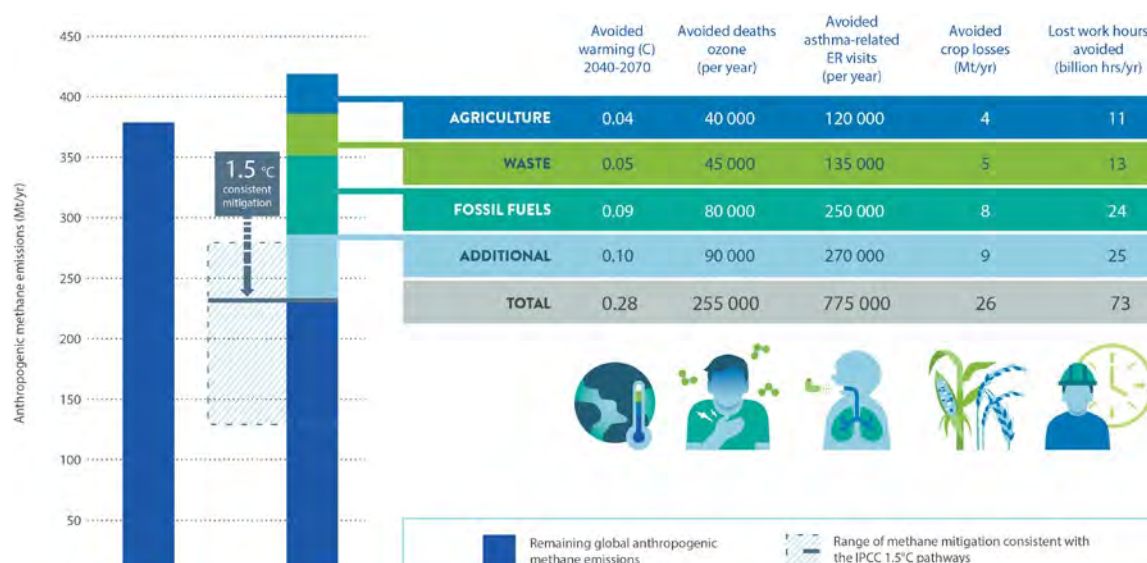 Avoided
warming (C)
2040-2070
Avoided deaths
ozone
(per year)
Avoided
asthma-related
ER visits
(per year)
Avoided
crop losses
(Mt/yr)
Lost work hours
avoided
(billion hrs/yr)
Anthropogenic methane emissions (Mt/yr)
450
400
350
300
250
200
150
100
50
1.5 °C
consistent
mitigation
AGRICULTURE 0.04 40 000 120 000 4 11
WASTE 0.05 45 000 135 000 5 13
FOSSIL FUELS 0.09 80 000 250 000 8 24
ADDITIONAL 0.10 90 000 270 000 9 25
TOTAL 0.28 255 000 775 000 26 73
Remaining global anthropogenic
methane emissions
Range of methane mitigation consistent with
the IPCC 1.5°C pathways